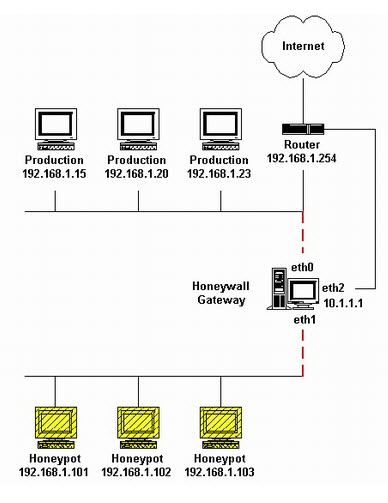 Internet
Production
192.168.1.15
Production
192.168.1.20
Production
192.168.1.23
Router
192.168.1.254
eth0
Honeywall
Gateway
eth2
10.1.1.1
eth1
Honeypot
192.168.1.101
Honeypot
192.168.1.102
Honeypot
192.168.1.103